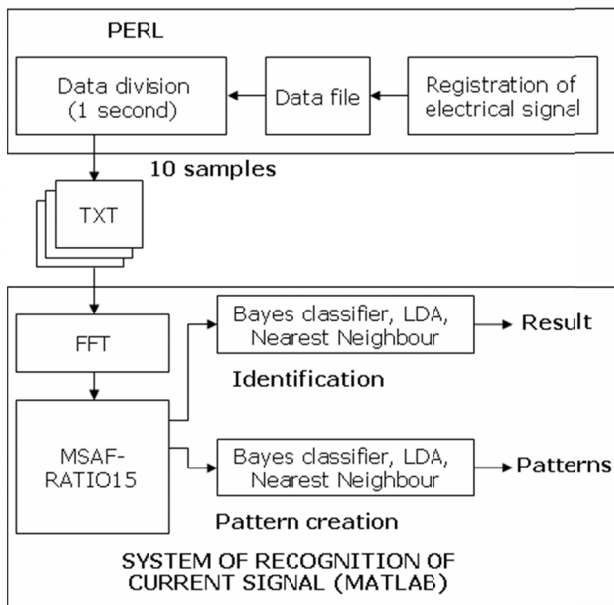 PERL
Data division
(1 second)
Data file
Registration of
electrical signal
10 samples
TXT
FFT
Bayes classifier, LDA,
Nearest Neighbour
Result
Identification
MSAF-
RATIO15
Bayes classifier, LDA,
Nearest Neighbour
Patterns
Pattern creation
SYSTEM OF RECOGNITION OF
CURRENT SIGNAL (MATLAB)